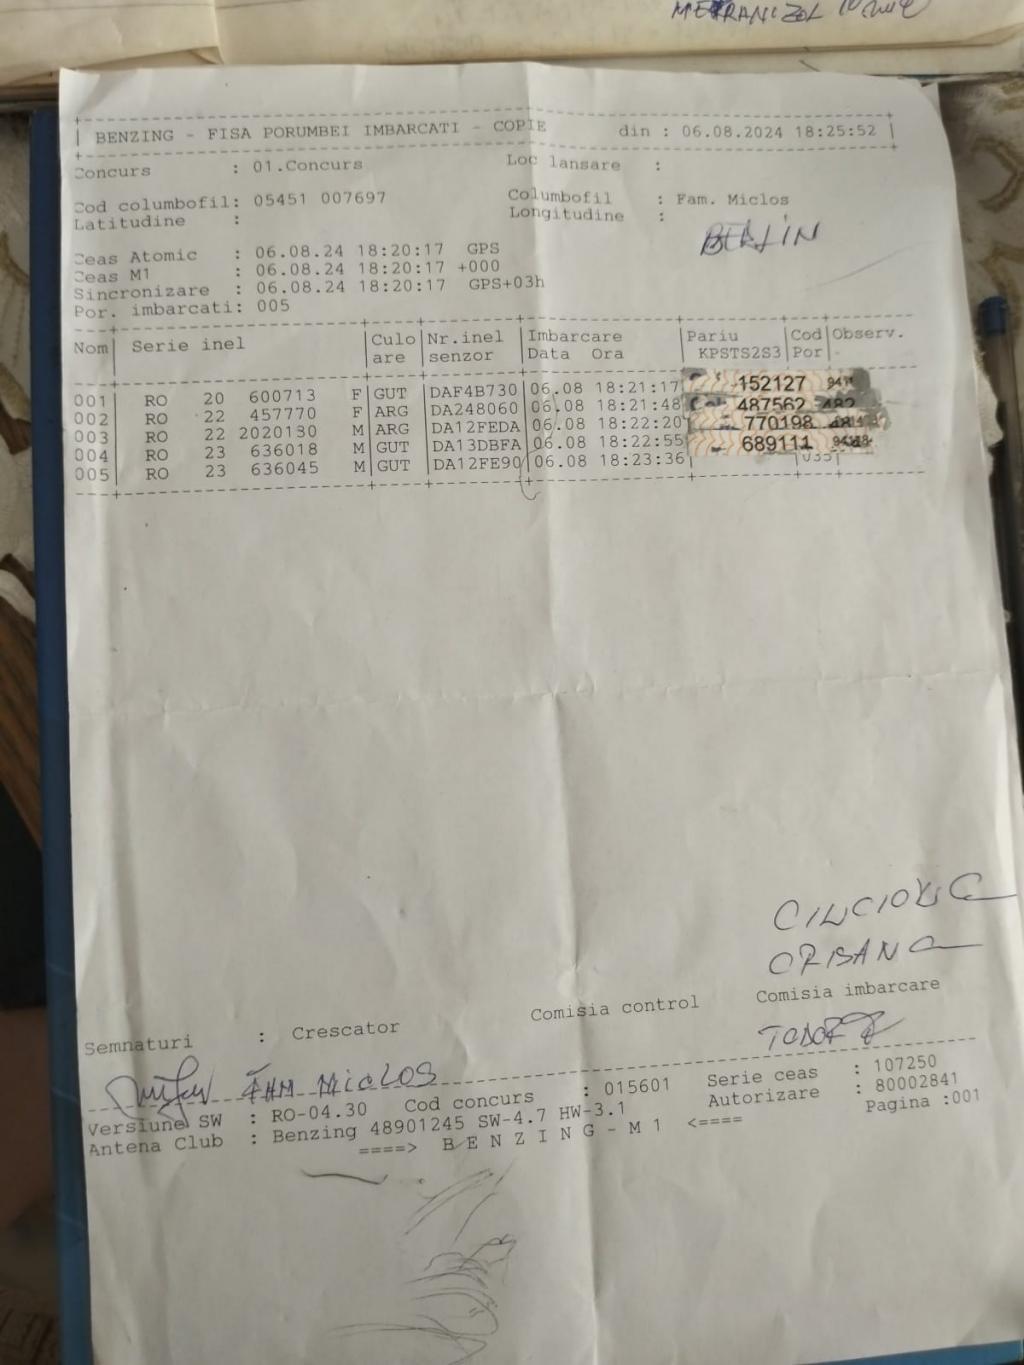 BENZING - FISA PORUMBEI IMBARCATI - COPIE din : 06.08.2024 18:25:52
Concurs : 01.Concurs Loc lansare :
Cod columbofil: 05451 007697 Columbofil : Fam. Miclos
Latitudine : Longitudine :
BERLIN
Ceas Atomic : 06.08.24 18:20:17 GPS
Ceas M1 : 06.08.24 18:20:17 +000
Sincronizare : 06.08.24 18:20:17 GPS+03h
Por. imbarcati: 005
Nom| Serie inel |Culo|Nr.inel |Imbarcare |Pariu |Cod|Observ.
are senzor Data Ora KPSTS2S3 Por
001 RO 20 600713 F GUT DAF4B730 06.08 18:21:17 152127
002 RO 22 457770 F ARG DA248060 06.08 18:21:48 487562
003 RO 22 2020130 M ARG DA12FEDA 06.08 18:22:20 770198
004 RO 23 636018 M GUT DA13DBFA 06.08 18:22:55 689111
005 RO 23 636045 M GUT DA12FE90 06.08 18:23:36 035
Semnaturi : Crescator Comisia control Comisia imbarcare
FAM MICLOS
Versiune SW : RO-04.30 Cod concurs : 015601 Serie ceas : 107250
Antena Club : Benzing 48901245 SW-4.7 HW-3.1 Autorizare : 80002841
====> B E N Z I N G - M 1 <==== Pagina :001